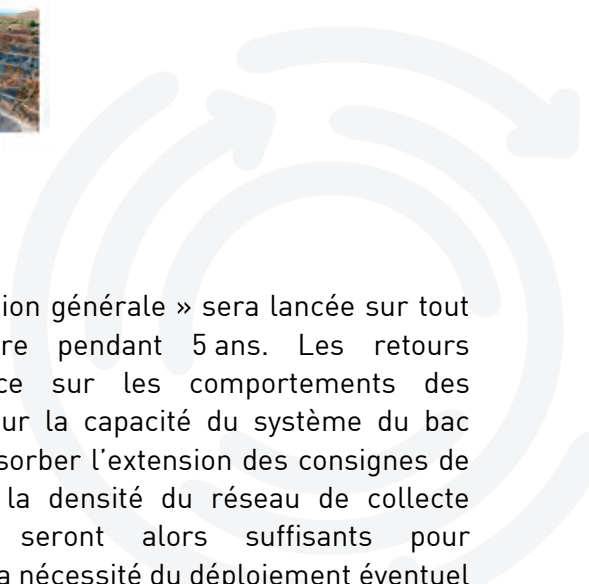 ion générale » sera lancée sur tout
re pendant 5 ans. Les retours
ce sur les comportements des
ur la capacité du système du bac
sorber l’extension des consignes de
la densité du réseau de collecte
seront alors suffisants pour
a nécessité du déploiement éventuel